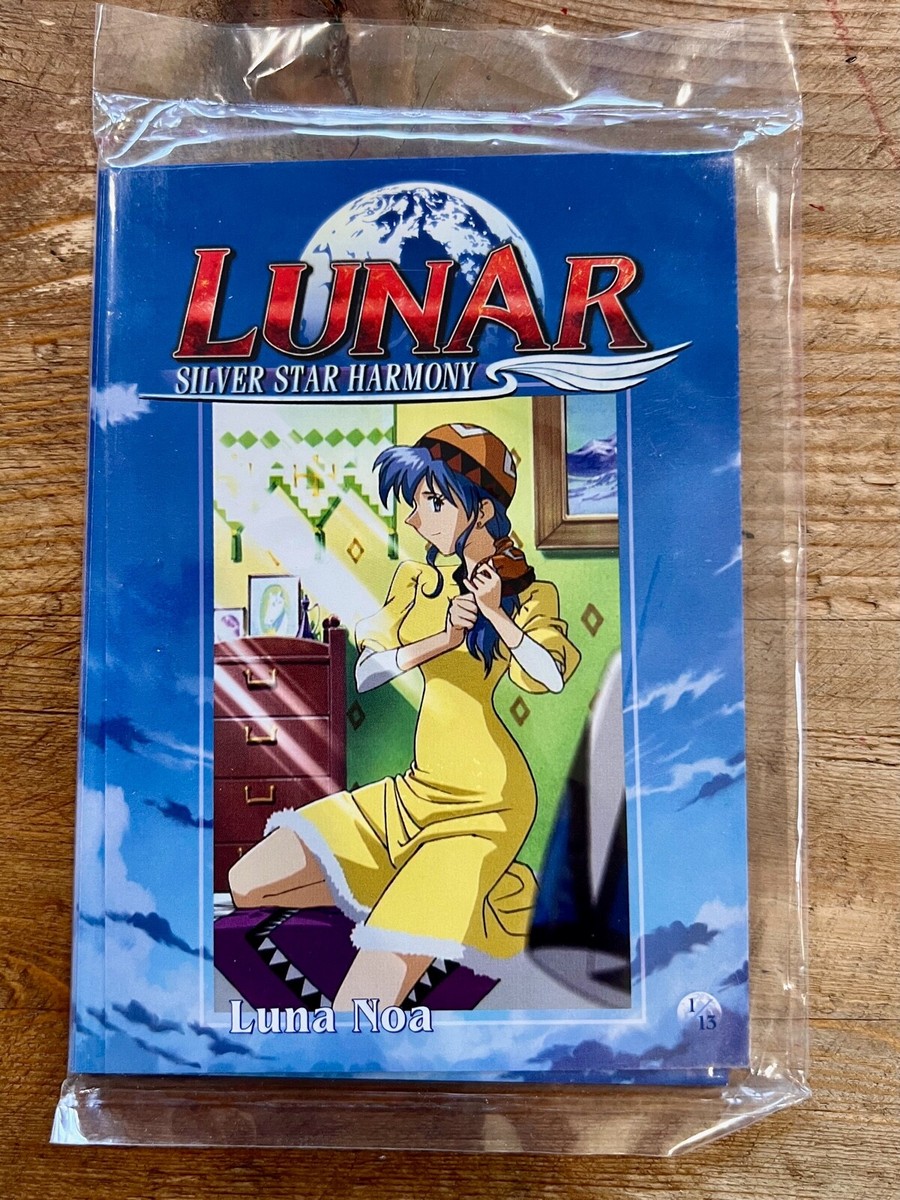 LUNAR
SILVER STAR HARMONY
Luna Noa
1/13